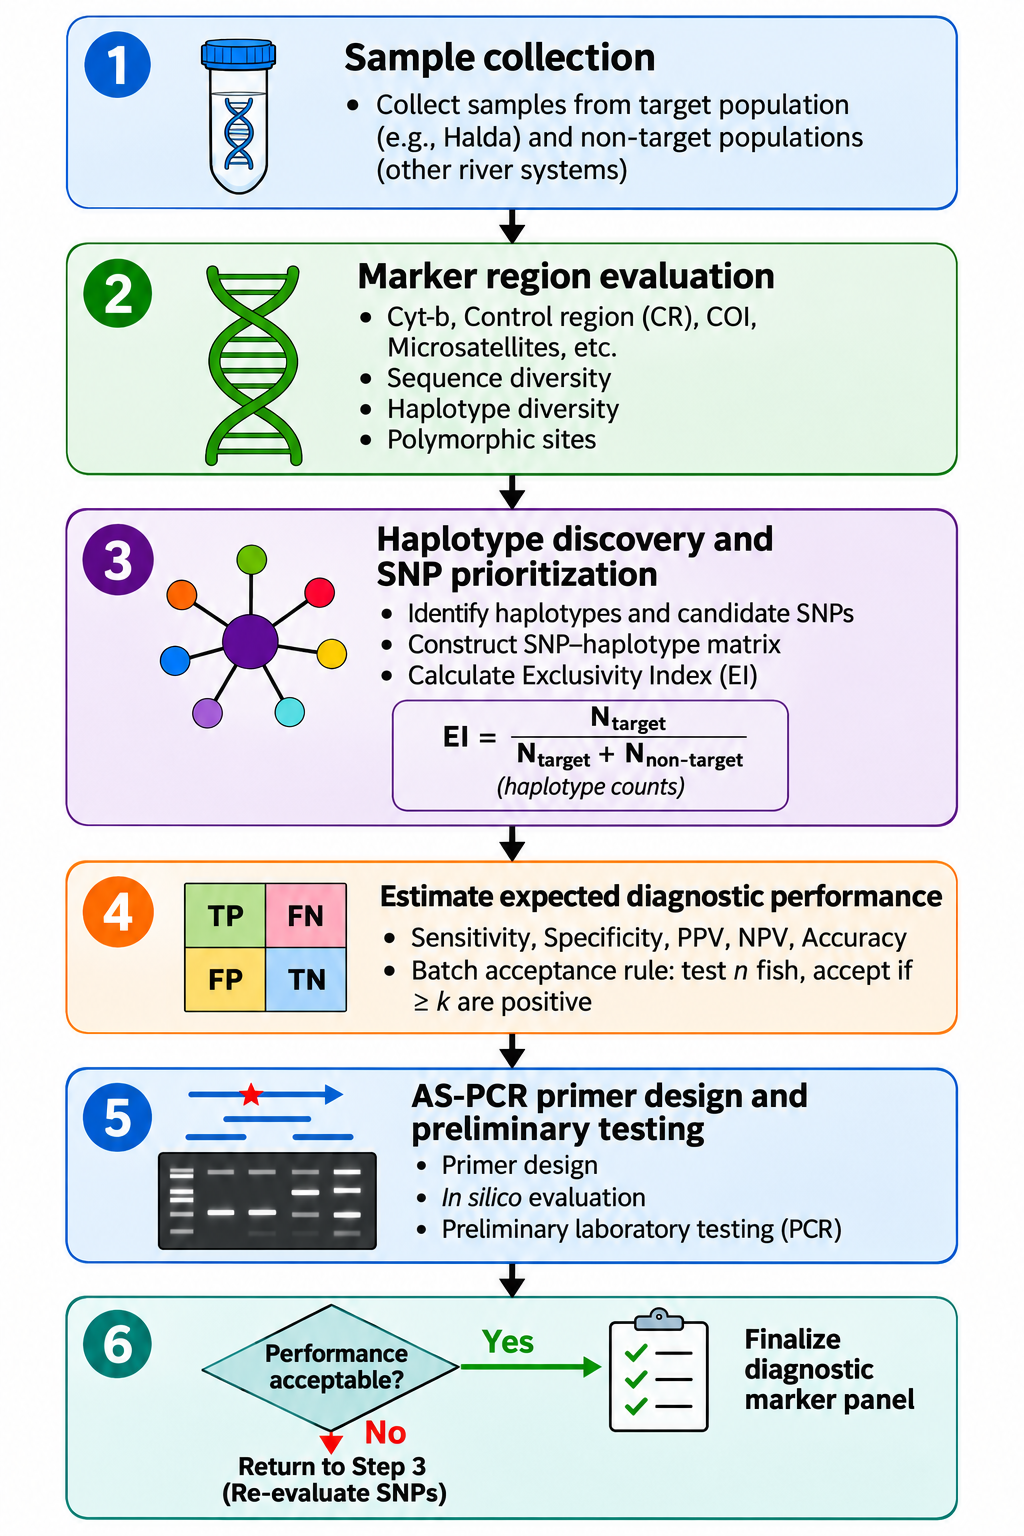 1
Sample collection
• Collect samples from target population
(e.g., Halda) and non-target populations
(other river systems)
2
Marker region evaluation
• Cyt-b, Control region (CR), COI,
Microsatellites, etc.
• Sequence diversity
• Haplotype diversity
• Polymorphic sites
3
Haplotype discovery and
SNP prioritization
• Identify haplotypes and candidate SNPs
• Construct SNP–haplotype matrix
• Calculate Exclusivity Index (EI)
EI = N_target / (N_target + N_non-target)
(haplotype counts)
4
TP FN
FP TN
Estimate expected diagnostic performance
• Sensitivity, Specificity, PPV, NPV, Accuracy
• Batch acceptance rule: test n fish, accept if
≥ k are positive
5
AS-PCR primer design and
preliminary testing
• Primer design
• In silico evaluation
• Preliminary laboratory testing (PCR)
6
Performance
acceptable?
Yes
No
Return to Step 3
(Re-evaluate SNPs)
Finalize
diagnostic
marker panel